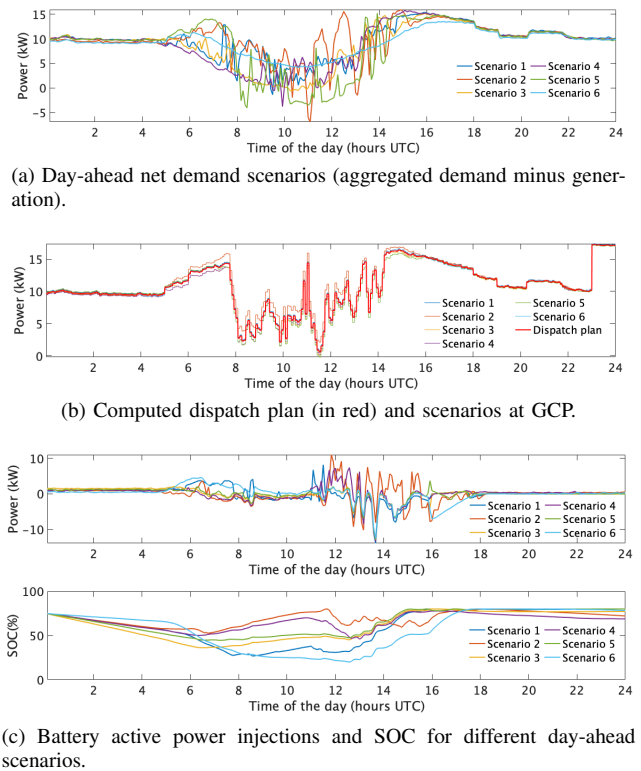 15
10
5
0
−5
Power (kW)
Scenario 1
Scenario 2
Scenario 3
Scenario 4
Scenario 5
Scenario 6
2 4 6 8 10 12 14 16 18 20 22 24
Time of the day (hours UTC)
(a) Day-ahead net demand scenarios (aggregated demand minus gener-
ation).
15
10
5
0
Power (kW)
Scenario 1
Scenario 2
Scenario 3
Scenario 4
Scenario 5
Scenario 6
Dispatch plan
2 4 6 8 10 12 14 16 18 20 22 24
Time of the day (hours UTC)
(b) Computed dispatch plan (in red) and scenarios at GCP.
10
0
-10
Power (kW)
Scenario 1
Scenario 2
Scenario 3
Scenario 4
Scenario 5
Scenario 6
2 4 6 8 10 12 14 16 18 20 22 24
Time of the day (hours UTC)
100
50
0
SOC(%)
Scenario 1
Scenario 2
Scenario 3
Scenario 4
Scenario 5
Scenario 6
2 4 6 8 10 12 14 16 18 20 22 24
Time of the day (hours UTC)
(c) Battery active power injections and SOC for different day-ahead
scenarios.